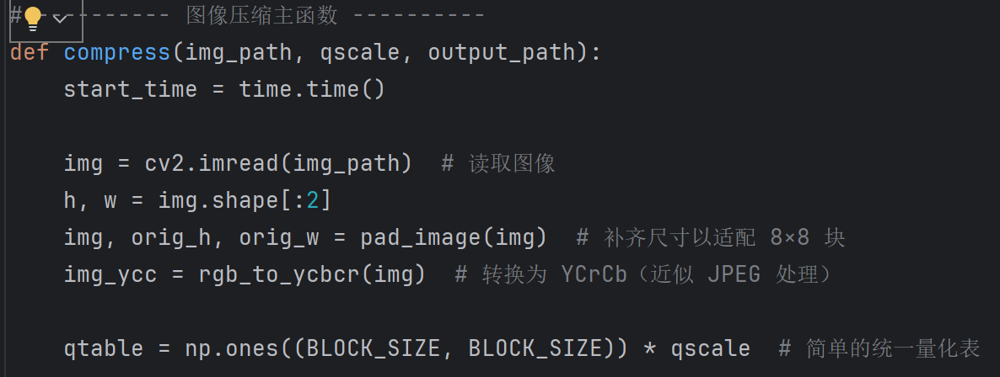 #---------- 图像压缩主函数 ----------
def compress(img_path, qscale, output_path):
    start_time = time.time()
    img = cv2.imread(img_path)  # 读取图像
    h, w = img.shape[:2]
    img, orig_h, orig_w = pad_image(img)  # 补齐尺寸以适配 8×8 块
    img_ycc = rgb_to_ycbcr(img)  # 转换为 YCrCb（近似 JPEG 处理）
    qtable = np.ones((BLOCK_SIZE, BLOCK_SIZE)) * qscale  # 简单的统一量化表